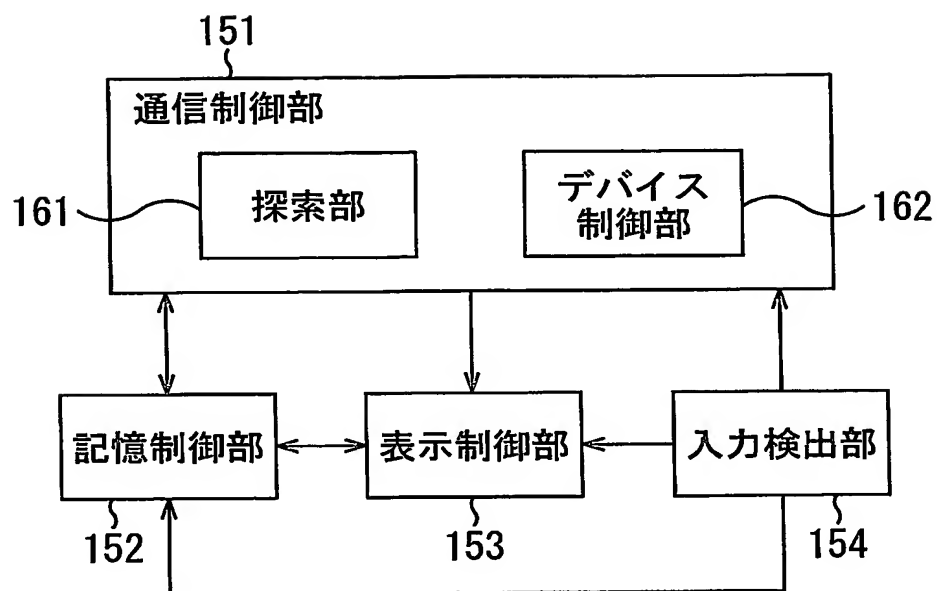 151
通信制御部
161
探索部
デバイス
制御部
162
記憶制御部
表示制御部
入力検出部
152
153
154